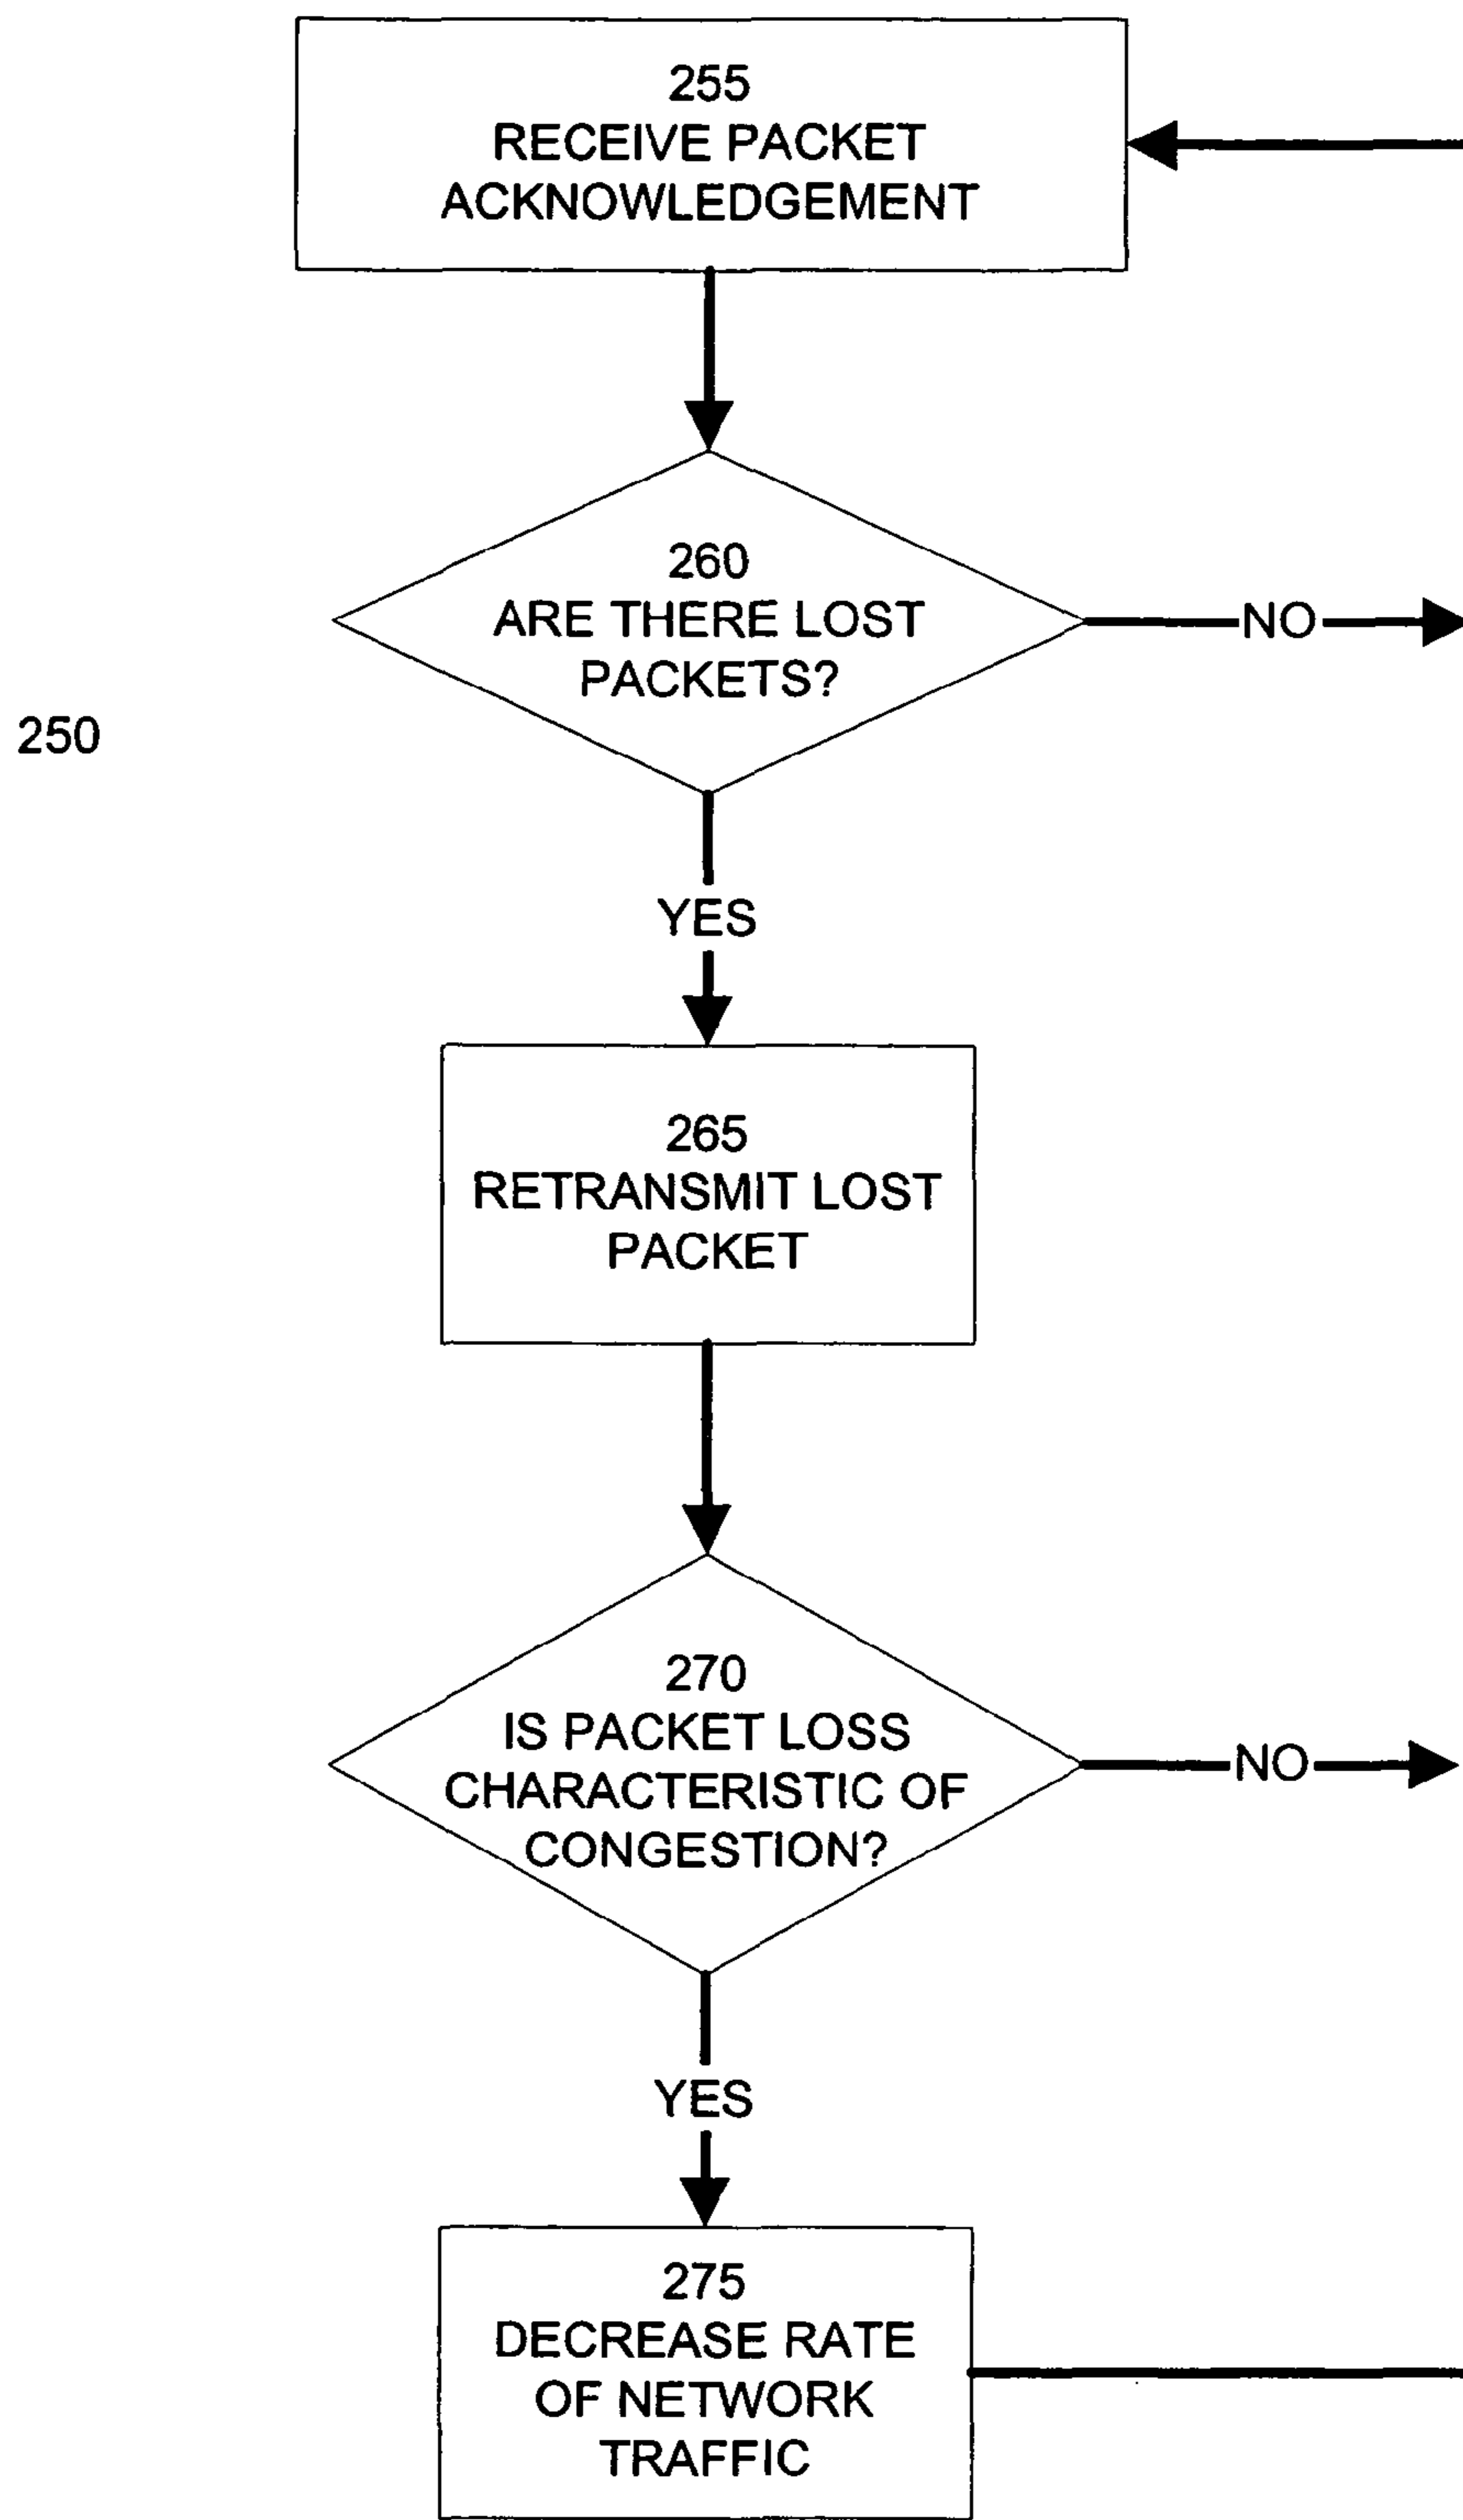 255
RECEIVE PACKET
ACKNOWLEDGEMENT
260
ARE THERE LOST
PACKETS?
NO
250
YES
265
RETRANSMIT LOST
PACKET
270
IS PACKET LOSS
CHARACTERISTIC OF
CONGESTION?
NO
YES
275
DECREASE RATE
OF NETWORK
TRAFFIC